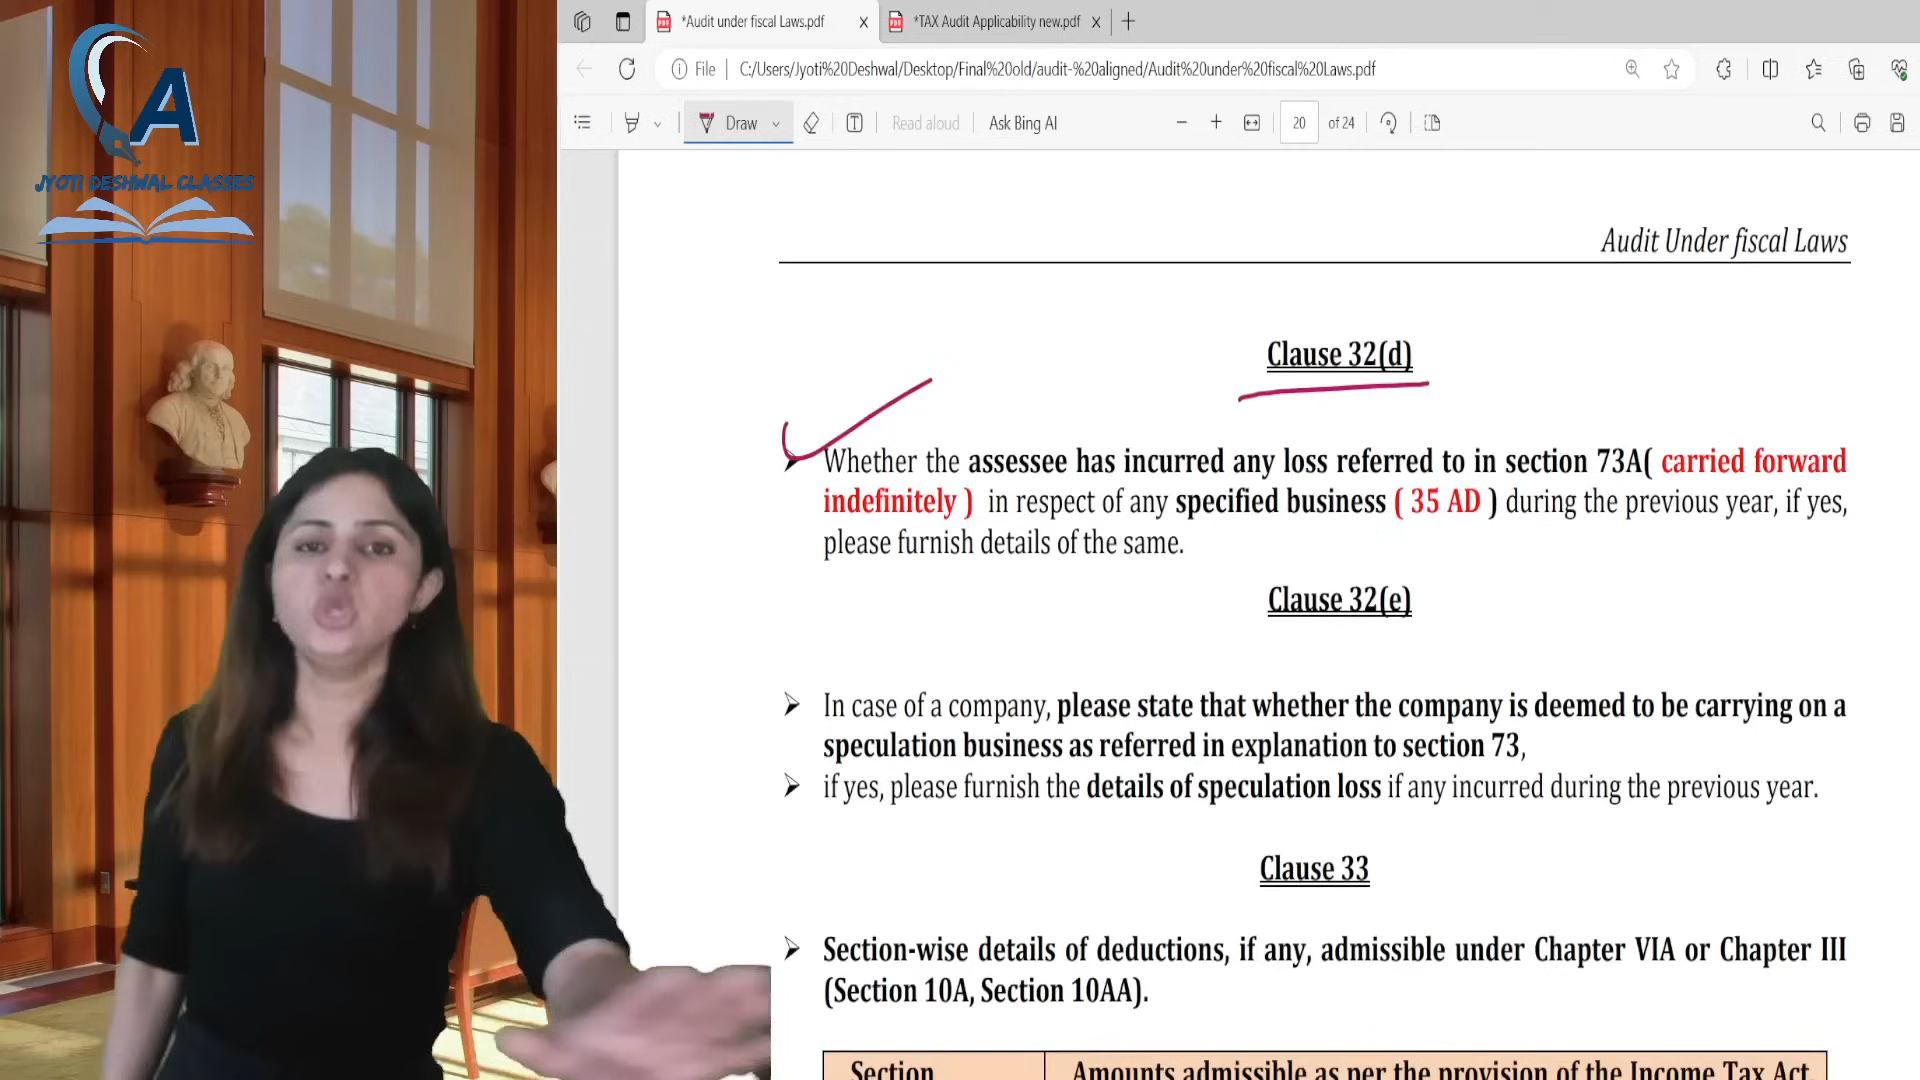 A
JYOTI DESHWAL CLASSES
*Audit under fiscal Laws.pdf
*TAX Audit Applicability new.pdf
File
C:/Users/Jyoti%20Deshwal/Desktop/Final%20old/audit-%20aligned/Audit%20under%20fiscal%20Laws.pdf
Draw
Read aloud
Ask Bing AI
20
of 24
Audit Under fiscal Laws
Clause 32(d)
➤ Whether the assessee has incurred any loss referred to in section 73A( carried forward
indefinitely ) in respect of any specified business ( 35 AD ) during the previous year, if yes,
please furnish details of the same.
Clause 32(e)
➤ In case of a company, please state that whether the company is deemed to be carrying on a
speculation business as referred in explanation to section 73,
➤ if yes, please furnish the details of speculation loss if any incurred during the previous year.
Clause 33
➤ Section-wise details of deductions, if any, admissible under Chapter VIA or Chapter III
(Section 10A, Section 10AA).
Section
Amounts admissible as per the provision of the Income Tax Act,